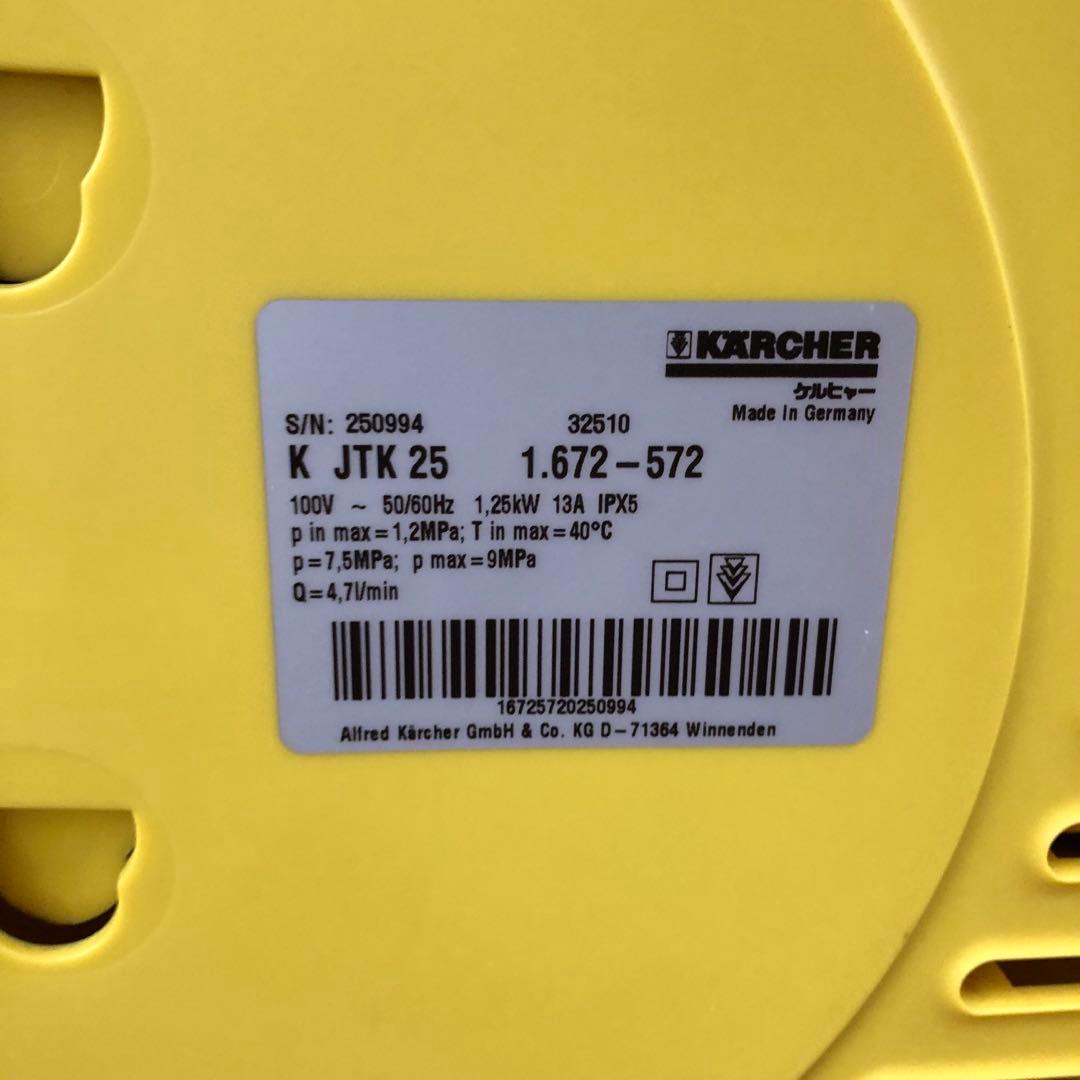 KÄRCHER
ケルヒャー
Made in Germany
S/N: 250994 32510
K JTK 25 1.672-572
100V ~ 50/60Hz 1,25kW 13A IPX5
p in max=1,2MPa; T in max=40°C
p=7,5MPa; p max=9MPa
Q=4,7l/min
16725720250994
Alfred Kärcher GmbH & Co. KG D-71364 Winnenden